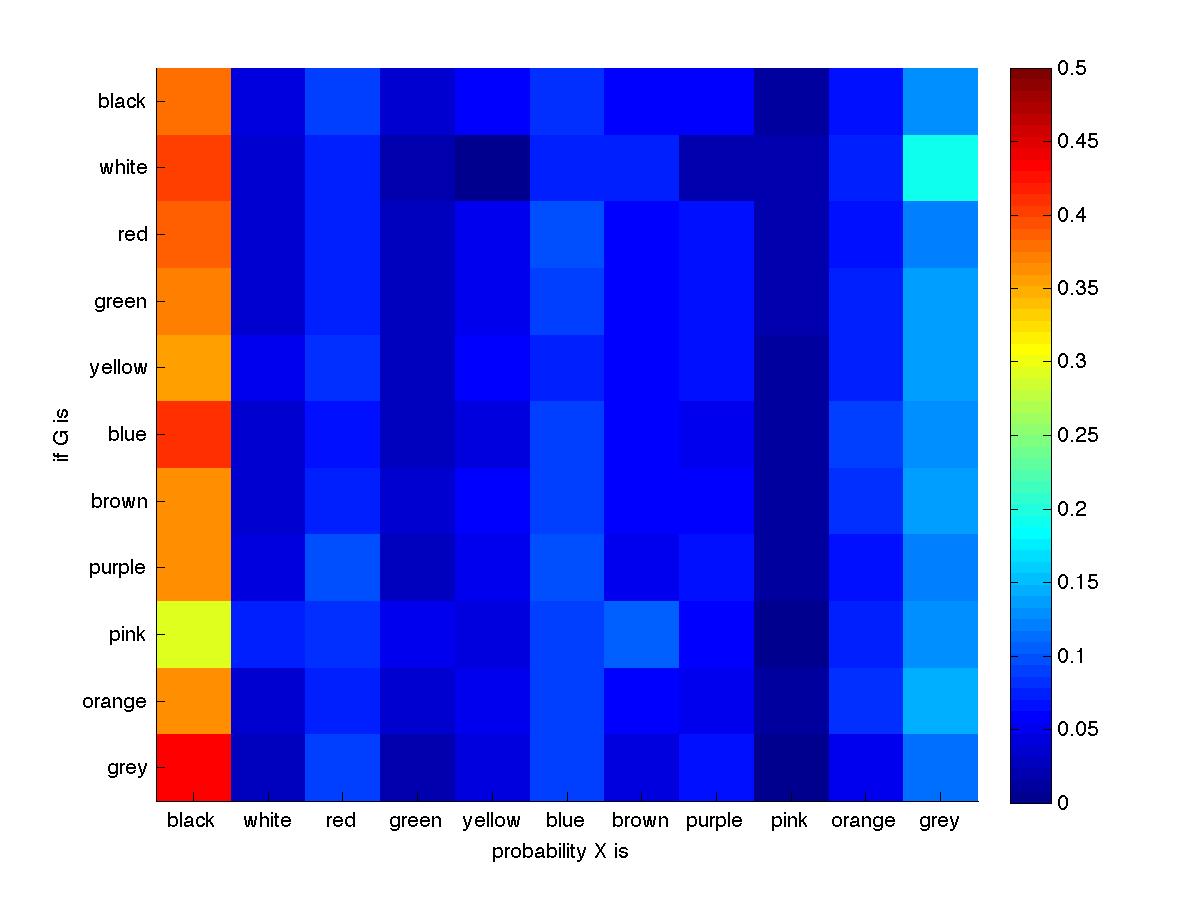 black
white
red
green
yellow
blue
brown
purple
pink
orange
grey
if G is
black white red green yellow blue brown purple pink orange grey
probability X is
0.5
0.45
0.4
0.35
0.3
0.25
0.2
0.15
0.1
0.05
0